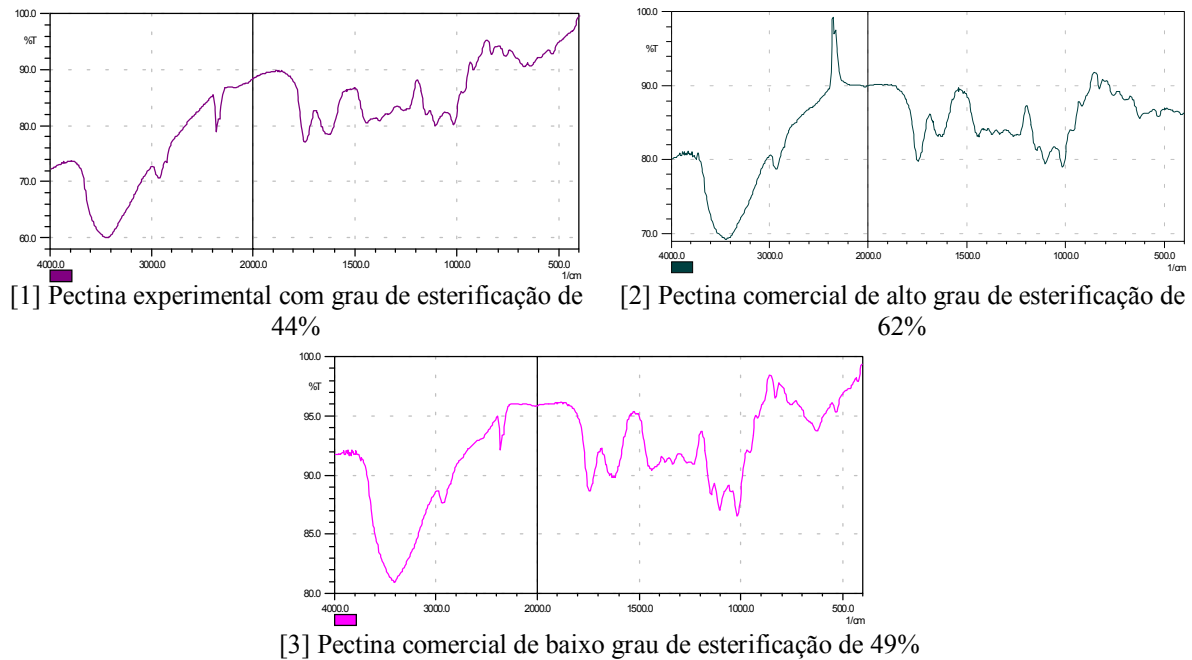 100.0
%T
90.0
80.0
70.0
60.0
4000.0 3000.0 2000.0 1500.0 1000.0 500.0
1/cm
[1] Pectina experimental com grau de esterificação de
44%
100.0
%T
90.0
80.0
70.0
4000.0 3000.0 2000.0 1500.0 1000.0 500.0
1/cm
[2] Pectina comercial de alto grau de esterificação de
62%
100.0
%T
95.0
90.0
85.0
80.0
4000.0 3000.0 2000.0 1500.0 1000.0 500.0
1/cm
[3] Pectina comercial de baixo grau de esterificação de 49%